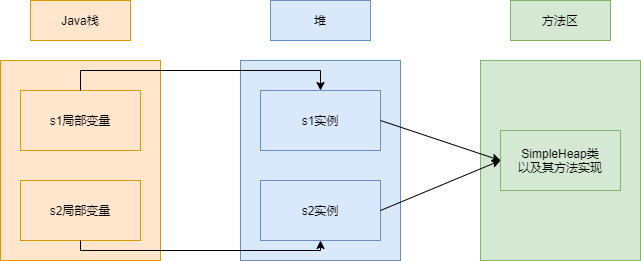 Java栈
堆
方法区
s1局部变量
s1实例
SimpleHeap类
以及其方法实现
s2局部变量
s2实例